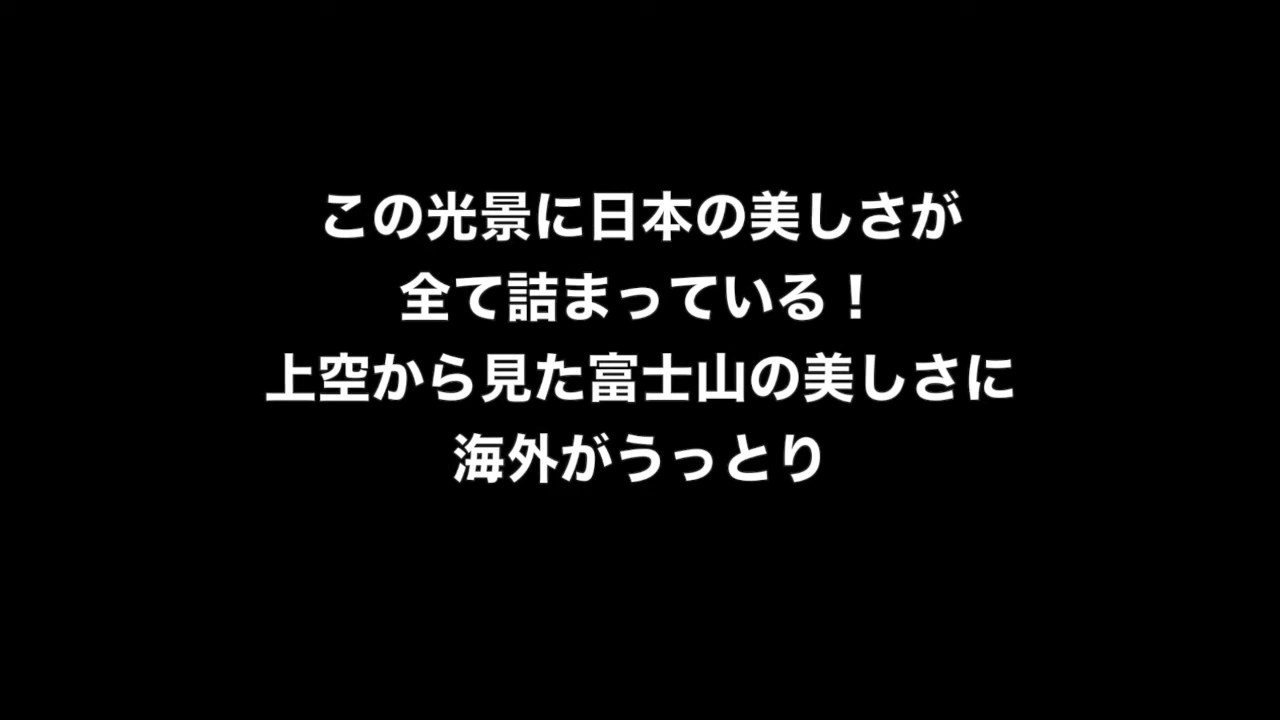 この光景に日本の美しさが
全て詰まっている！
上空から見た富士山の美しさに
海外がうっとり